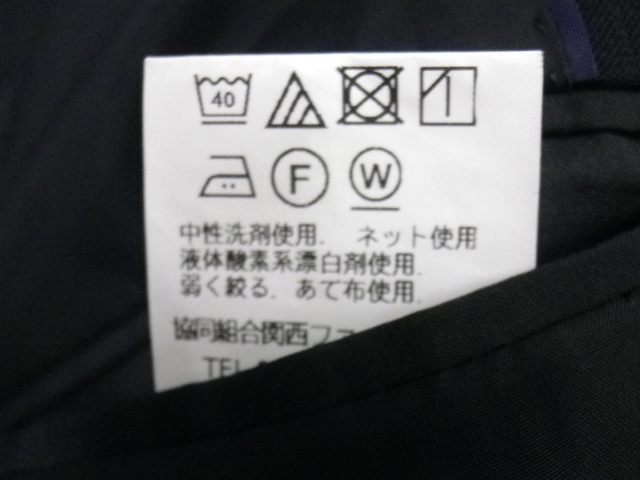 40
F W
中性洗剤使用．ネット使用
液体酸素系漂白剤使用．
弱く絞る．あて布使用．
協同組合関西ファ
TEL